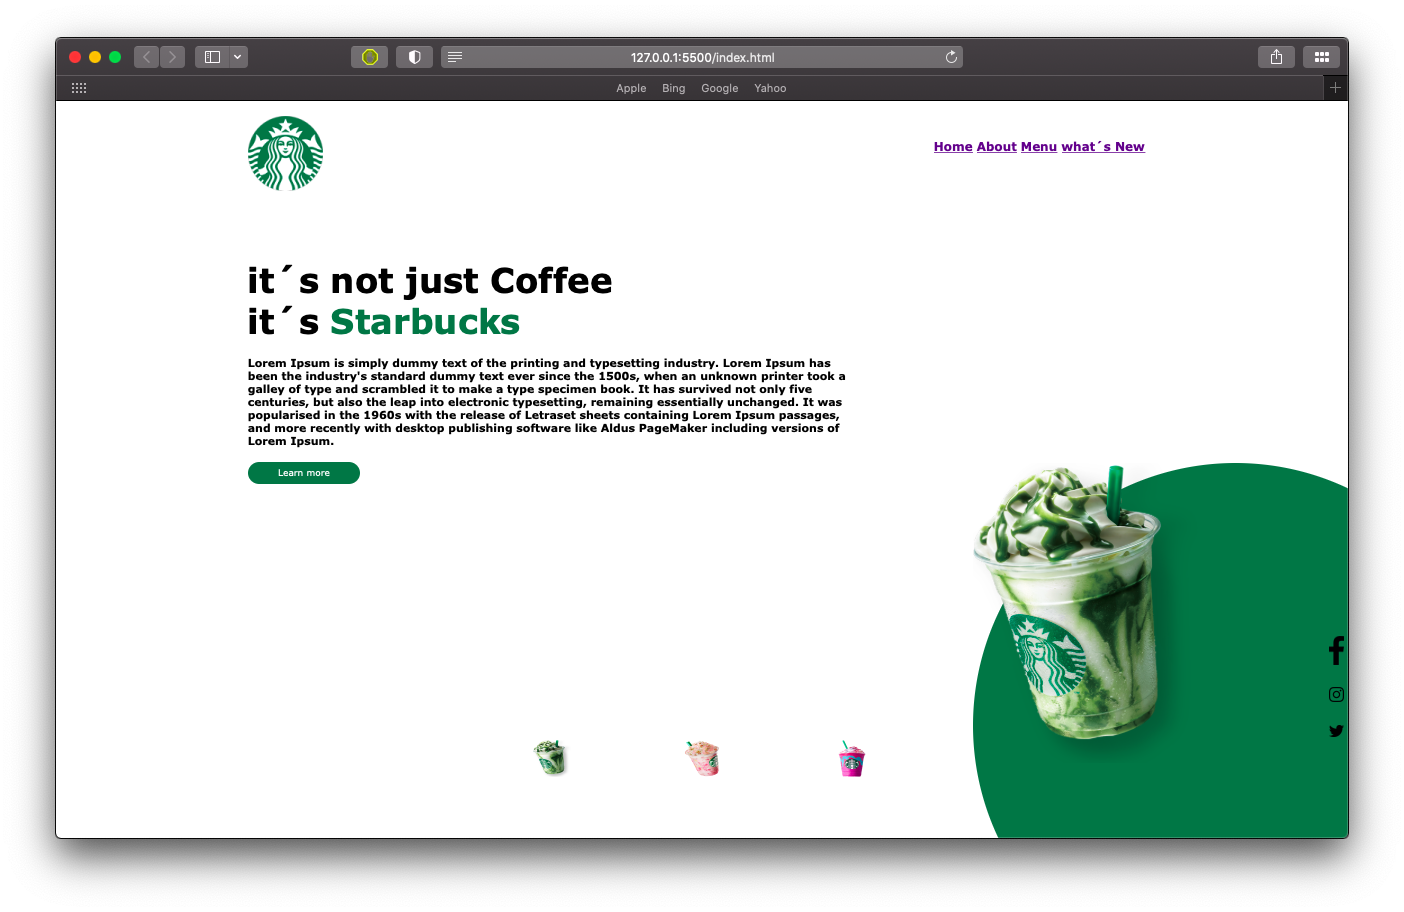 127.0.0.1:5500/index.html
Apple Bing Google Yahoo
Home About Menu what´s New
it´s not just Coffee
it´s Starbucks
Lorem Ipsum is simply dummy text of the printing and typesetting industry. Lorem Ipsum has
been the industry's standard dummy text ever since the 1500s, when an unknown printer took a
galley of type and scrambled it to make a type specimen book. It has survived not only five
centuries, but also the leap into electronic typesetting, remaining essentially unchanged. It was
popularised in the 1960s with the release of Letraset sheets containing Lorem Ipsum passages,
and more recently with desktop publishing software like Aldus PageMaker including versions of
Lorem Ipsum.
Learn more